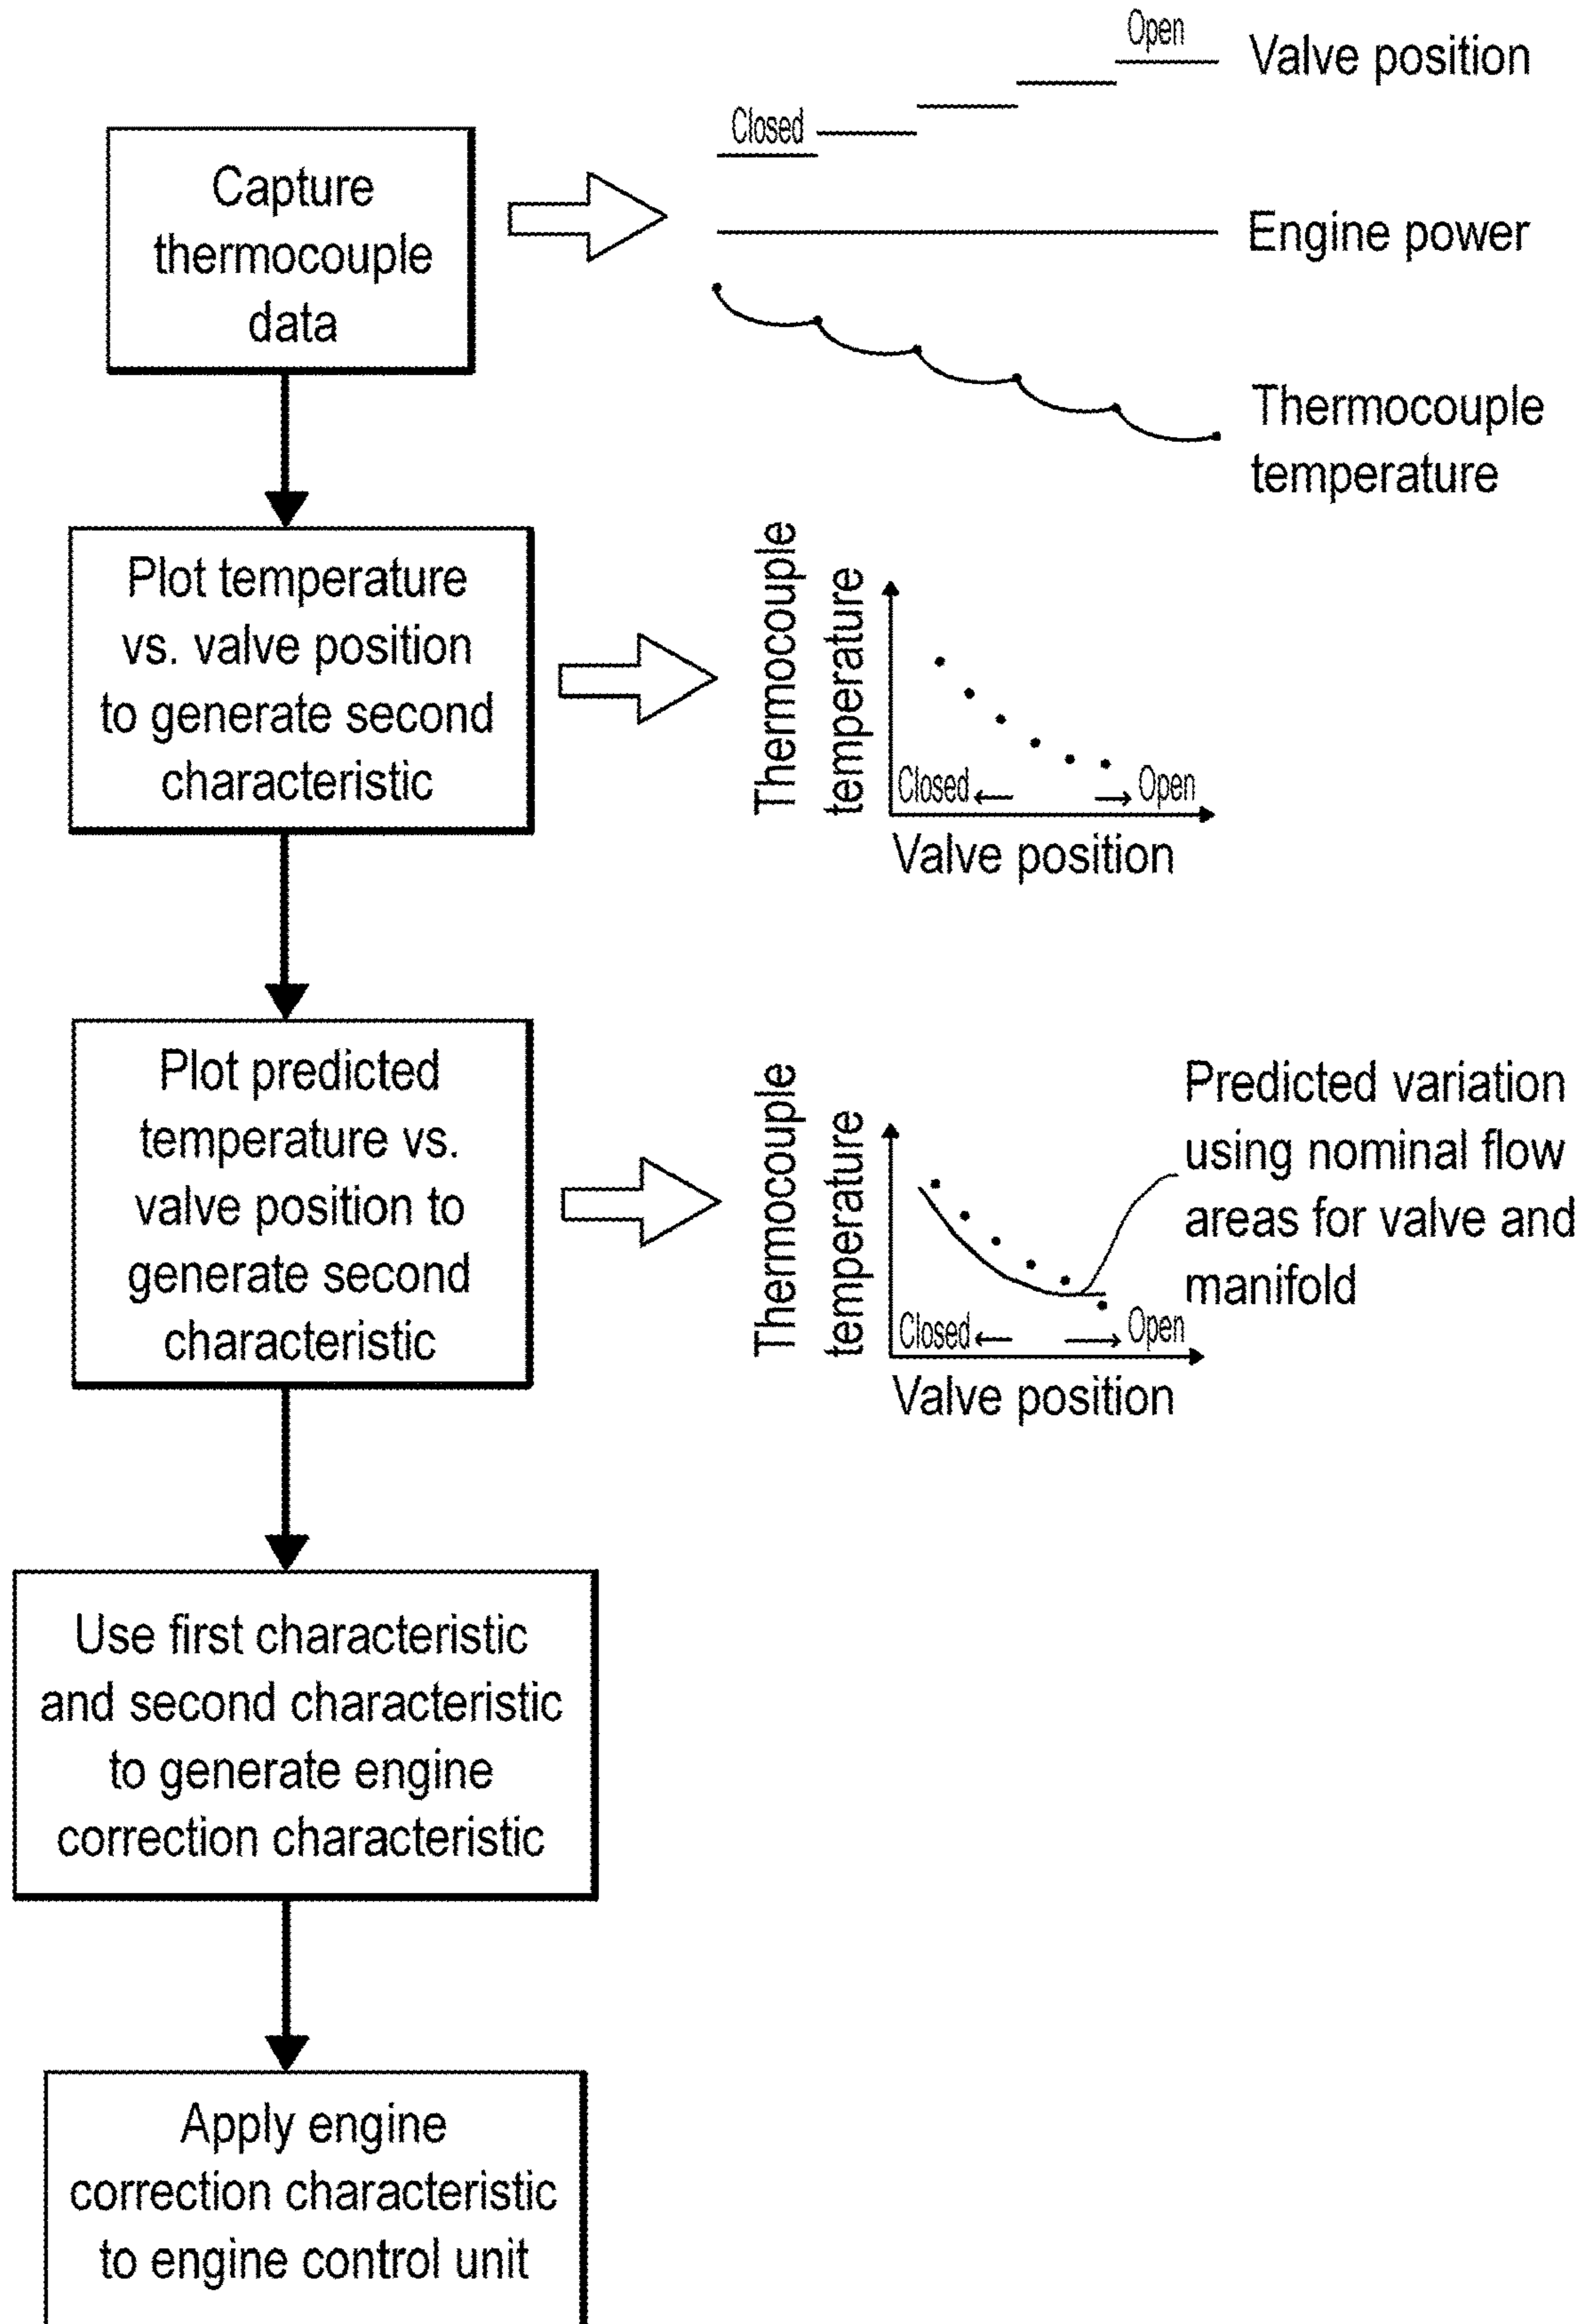 Open
Valve position
Closed
Capture
thermocouple
data
Engine power
Thermocouple
temperature
Plot temperature
vs. valve position
to generate second
characteristic
Thermocouple
temperature
Closed
Open
Valve position
Plot predicted
temperature vs.
valve position to
generate second
characteristic
Thermocouple
temperature
Predicted variation
using nominal flow
areas for valve and
manifold
Closed
Open
Valve position
Use first characteristic
and second characteristic
to generate engine
correction characteristic
Apply engine
correction characteristic
to engine control unit